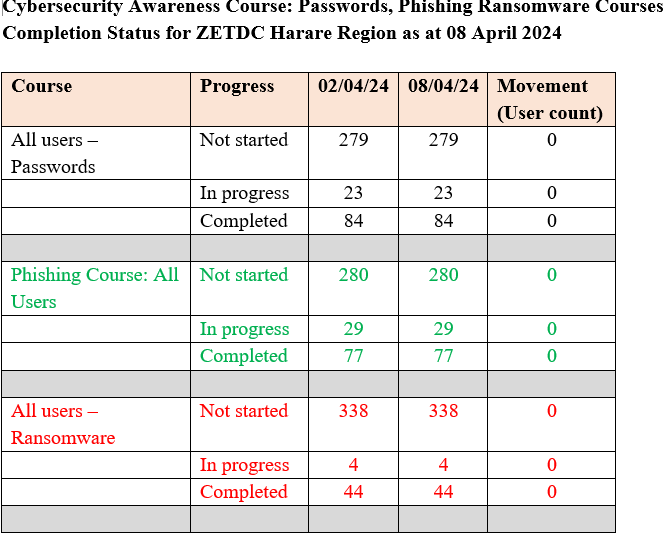 Cybersecurity Awareness Course: Passwords, Phishing Ransomware Courses
Completion Status for ZETDC Harare Region as at 08 April 2024
Course Progress 02/04/24 08/04/24 Movement
(User count)
All users – Not started 279 279 0
Passwords
In progress 23 23 0
Completed 84 84 0
Phishing Course: All Not started 280 280 0
Users
In progress 29 29 0
Completed 77 77 0
All users – Not started 338 338 0
Ransomware
In progress 4 4 0
Completed 44 44 0